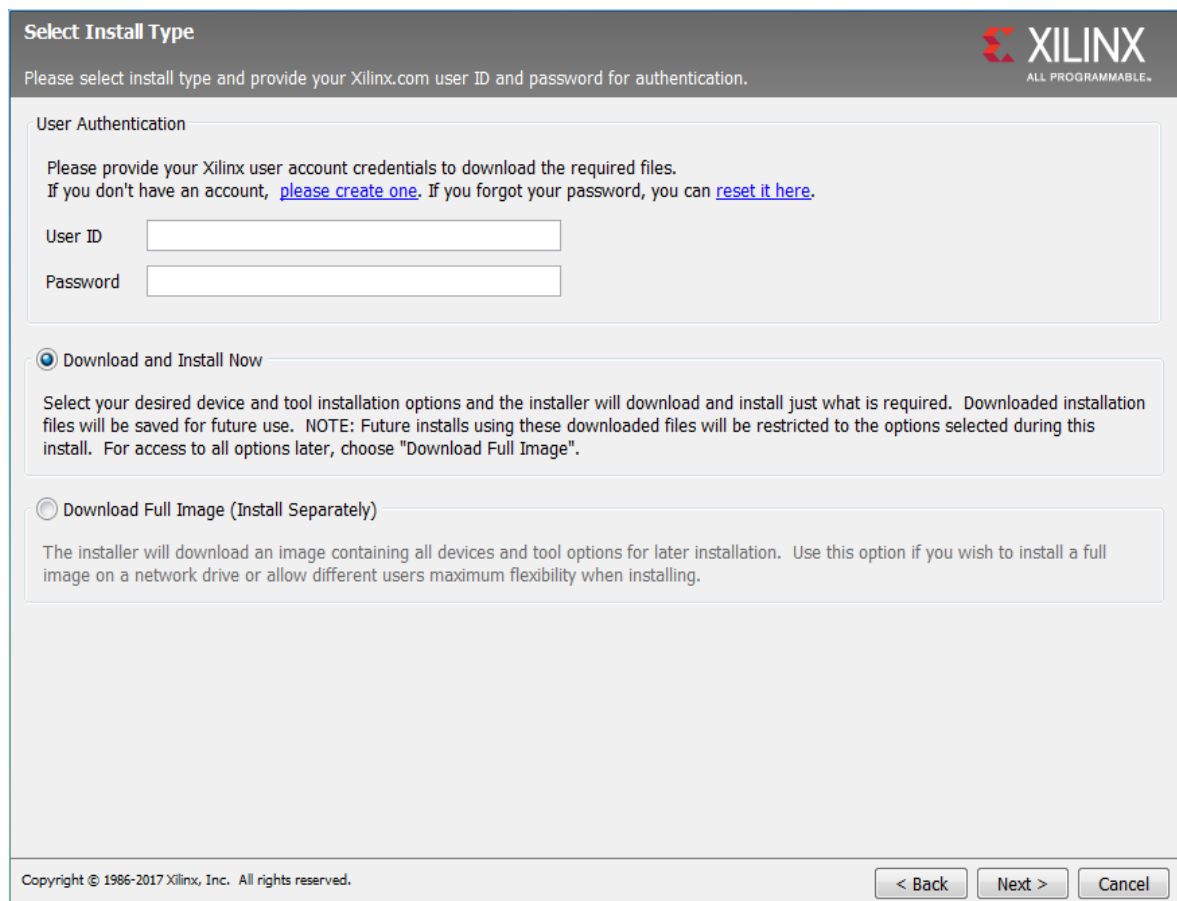 Select Install Type
XILINX
ALL PROGRAMMABLE™
Please select install type and provide your Xilinx.com user ID and password for authentication.
User Authentication
Please provide your Xilinx user account credentials to download the required files.
If you don't have an account, please create one. If you forgot your password, you can reset it here.
User ID
Password
Download and Install Now
Select your desired device and tool installation options and the installer will download and install just what is required. Downloaded installation
files will be saved for future use. NOTE: Future installs using these downloaded files will be restricted to the options selected during this
install. For access to all options later, choose "Download Full Image".
Download Full Image (Install Separately)
The installer will download an image containing all devices and tool options for later installation. Use this option if you wish to install a full
image on a network drive or allow different users maximum flexibility when installing.
Copyright © 1986-2017 Xilinx, Inc. All rights reserved.
< Back Next > Cancel